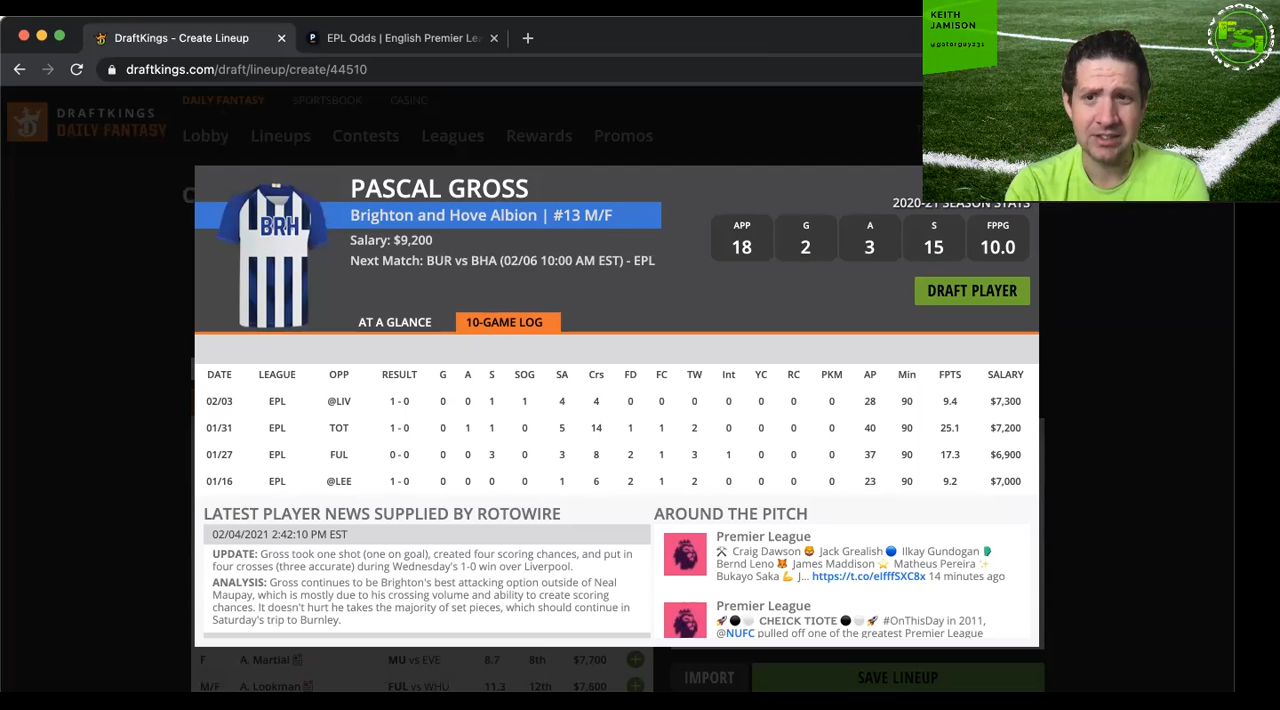 DraftKings - Create Lineup
EPL Odds | English Premier Le
draftkings.com/draft/lineup/create/44510
KEITH
JAMISON
@gatorguy231
FSI
DRAFTKINGS
DAILY FANTASY
DAILY FANTASY SPORTSBOOK CASINO
Lobby Lineups Contests Leagues Rewards Promos
BRH
PASCAL GROSS
Brighton and Hove Albion | #13 M/F
Salary: $9,200
Next Match: BUR vs BHA (02/06 10:00 AM EST) - EPL
2020-21 SEASON STATS
APP G A S FPPG
18 2 3 15 10.0
DRAFT PLAYER
AT A GLANCE 10-GAME LOG
DATE LEAGUE OPP RESULT G A S SOG SA Crs FD FC TW Int YC RC PKM AP Min FPTS SALARY
02/03 EPL @LIV 1 - 0 0 0 1 1 4 4 0 0 0 0 0 0 0 28 90 9.4 $7,300
01/31 EPL TOT 1 - 0 0 1 1 0 5 14 1 1 2 0 0 0 0 40 90 25.1 $7,200
01/27 EPL FUL 0 - 0 0 0 3 0 3 8 2 1 3 1 0 0 0 37 90 17.3 $6,900
01/16 EPL @LEE 1 - 0 0 0 0 0 1 6 2 1 2 0 0 0 0 23 90 9.2 $7,000
LATEST PLAYER NEWS SUPPLIED BY ROTOWIRE
02/04/2021 2:42:10 PM EST
UPDATE: Gross took one shot (one on goal), created four scoring chances, and put in
four crosses (three accurate) during Wednesday's 1-0 win over Liverpool.
ANALYSIS: Gross continues to be Brighton's best attacking option outside of Neal
Maupay, which is mostly due to his crossing volume and ability to create scoring
chances. It doesn't hurt he takes the majority of set pieces, which should continue in
Saturday's trip to Burnley.
AROUND THE PITCH
Premier League
⚒️ Craig Dawson 🦁 Jack Grealish 🔵 Ilkay Gundogan
Bernd Leno 🦊 James Maddison ⭐ Matheus Pereira ✨
Bukayo Saka 💪 J... https://t.co/eIfffSXC8x 14 minutes ago
Premier League
🚀⚫⚪ CHEICK TIOTE ⚫⚪🚀 #OnThisDay in 2011,
@NUFC pulled off one of the greatest Premier League
F A. Martial MU vs EVE 8.7 8th $7,700
M/F A. Lookman FUL vs WHU 11.3 12th $7,600
IMPORT SAVE LINEUP